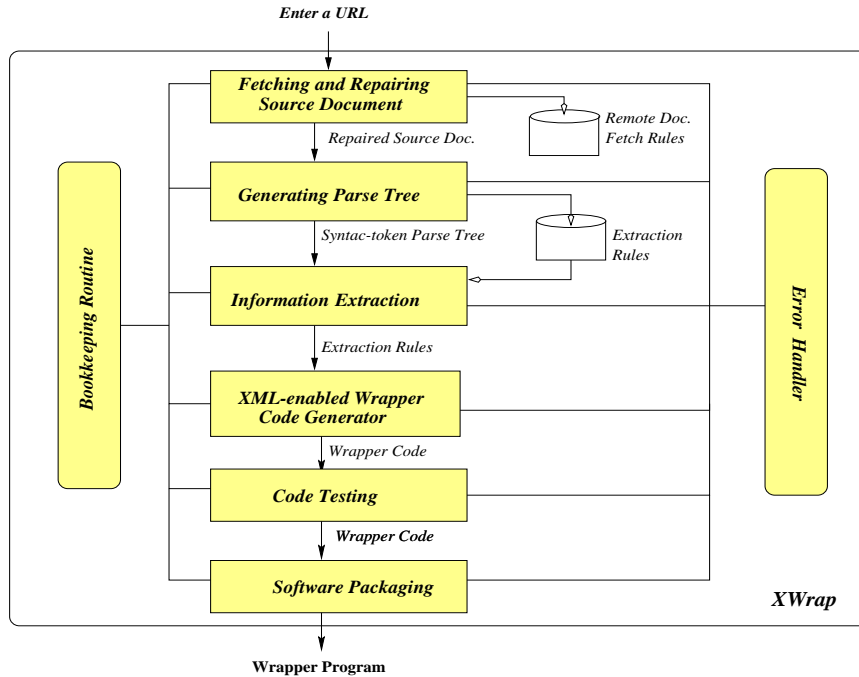 Enter a URL
Fetching and Repairing
Source Document
Remote Doc.
Fetch Rules
Repaired Source Doc.
Generating Parse Tree
Syntac-token Parse Tree
Extraction
Rules
Information Extraction
Extraction Rules
XML-enabled Wrapper
Code Generator
Wrapper Code
Code Testing
Wrapper Code
Software Packaging
Bookkeeping Routine
Error Handler
XWrap
Wrapper Program